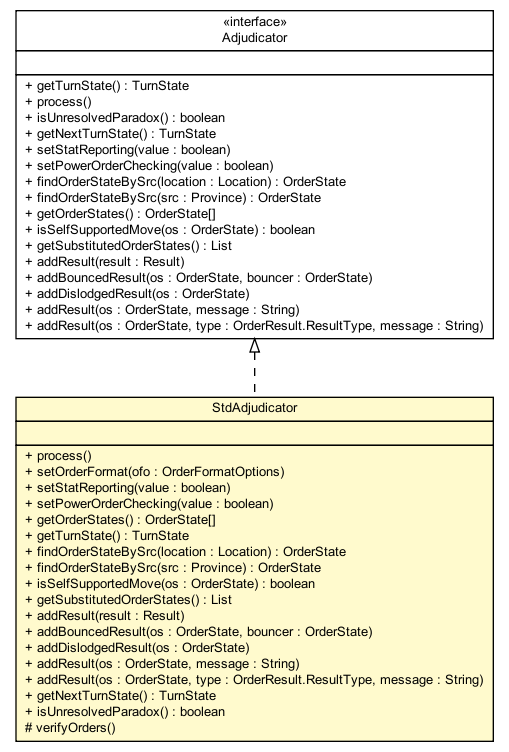 «interface»
Adjudicator
+ getTurnState() : TurnState
+ process()
+ isUnresolvedParadox() : boolean
+ getNextTurnState() : TurnState
+ setStatReporting(value : boolean)
+ setPowerOrderChecking(value : boolean)
+ findOrderStateBySrc(location : Location) : OrderState
+ findOrderStateBySrc(src : Province) : OrderState
+ getOrderStates() : OrderState[]
+ isSelfSupportedMove(os : OrderState) : boolean
+ getSubstitutedOrderStates() : List
+ addResult(result : Result)
+ addBouncedResult(os : OrderState, bouncer : OrderState)
+ addDislodgedResult(os : OrderState)
+ addResult(os : OrderState, message : String)
+ addResult(os : OrderState, type : OrderResult.ResultType, message : String)
StdAdjudicator
+ process()
+ setOrderFormat(ofo : OrderFormatOptions)
+ setStatReporting(value : boolean)
+ setPowerOrderChecking(value : boolean)
+ getOrderStates() : OrderState[]
+ getTurnState() : TurnState
+ findOrderStateBySrc(location : Location) : OrderState
+ findOrderStateBySrc(src : Province) : OrderState
+ isSelfSupportedMove(os : OrderState) : boolean
+ getSubstitutedOrderStates() : List
+ addResult(result : Result)
+ addBouncedResult(os : OrderState, bouncer : OrderState)
+ addDislodgedResult(os : OrderState)
+ addResult(os : OrderState, message : String)
+ addResult(os : OrderState, type : OrderResult.ResultType, message : String)
+ getNextTurnState() : TurnState
+ isUnresolvedParadox() : boolean
# verifyOrders()